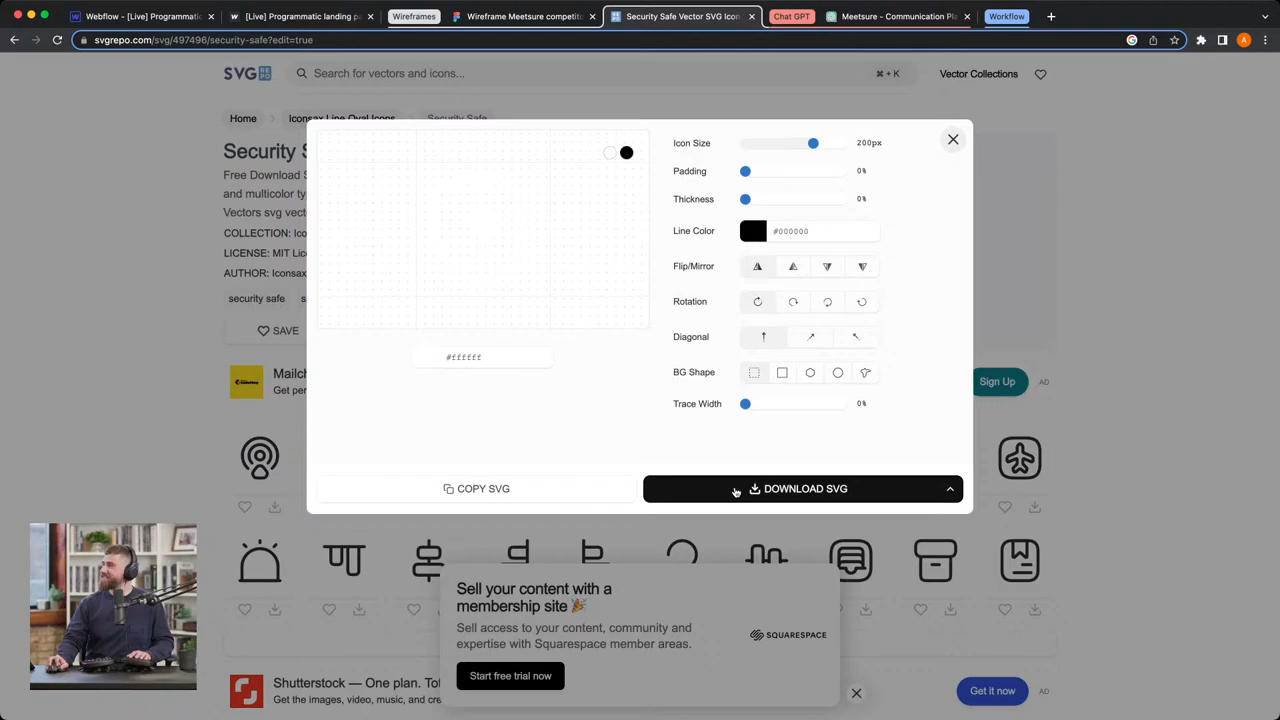 Webflow - [Live] Programmatic
[Live] Programmatic landing p
Wireframes
Wireframe Meetsure competito
Security Safe Vector SVG Icon
Chat GPT
Meetsure - Communication Pla
Workflow
svgrepo.com/svg/497496/security-safe?edit=true
A
SVG RE PO
Search for vectors and icons...
⌘ + K
Vector Collections
Home
Iconsax Line Oval Icons
Security Safe
Security S
Free Download S
and multicolor ty
Vectors svg vect
COLLECTION: Ico
LICENSE: MIT Lic
AUTHOR: Iconsax
security safe
s
SAVE
Icon Size
200px
Padding
0%
Thickness
0%
Line Color
#000000
Flip/Mirror
Rotation
Diagonal
#ffffff
BG Shape
Trace Width
0%
COPY SVG
DOWNLOAD SVG
Mailch
Get per
Sign Up
AD
Sell your content with a
membership site 🎉
Sell access to your content, community and
expertise with Squarespace member areas.
SQUARESPACE
Start free trial now
Shutterstock — One plan. Tot
Get the images, video, music, and cre
Get it now
AD